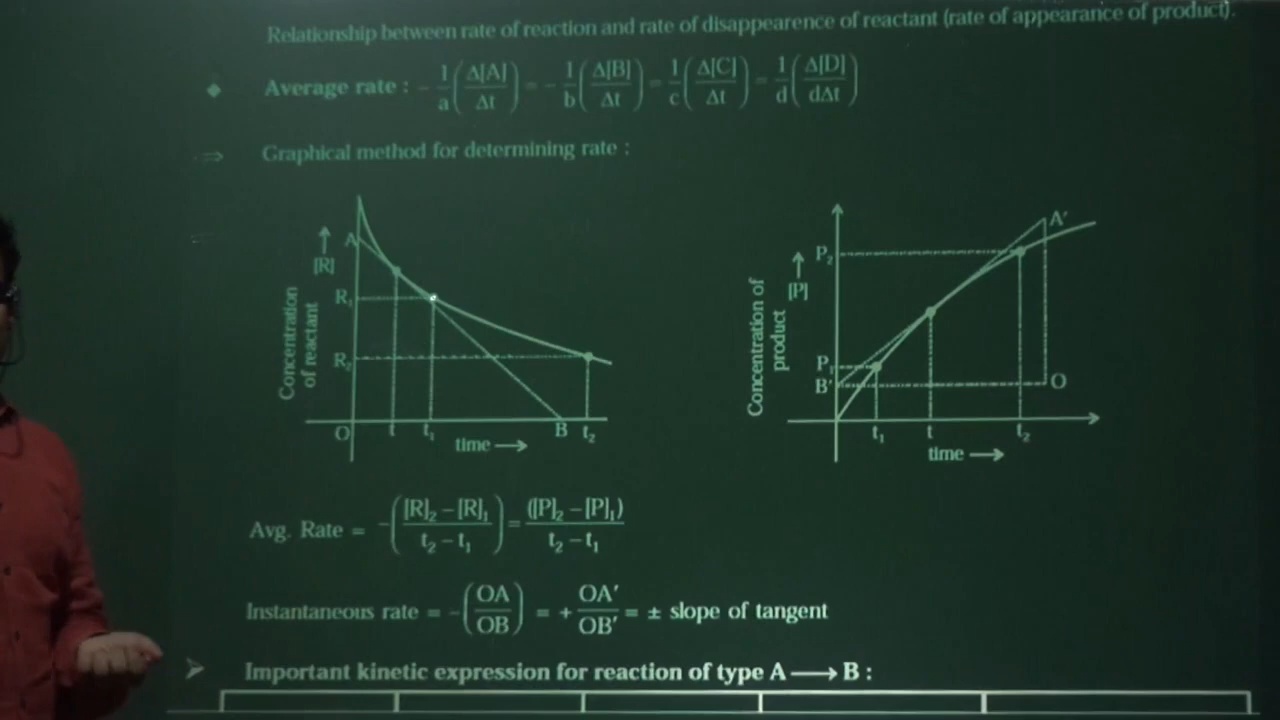 Relationship between rate of reaction and rate of disappearence of reactant (rate of appearance of product).
◆ Average rate : -1/a(Δ[A]/Δt) = -1/b(Δ[B]/Δt) = 1/c(Δ[C]/Δt) = 1/d(Δ[D]/dΔt)
⇒ Graphical method for determining rate :
Concentration of reactant
[R]
A
R₁
R₂
O t t₁ B t₂
time →
Concentration of product
[P]
P₂
P₁
B′
A′
O
t₁ t t₂
time →
Avg. Rate = -([R]₂ – [R]₁ / t₂ – t₁) = ([P]₂ – [P]₁) / t₂ – t₁
Instantaneous rate = -(OA/OB) = + OA′/OB′ = ± slope of tangent
➤ Important kinetic expression for reaction of type A ⟶ B :